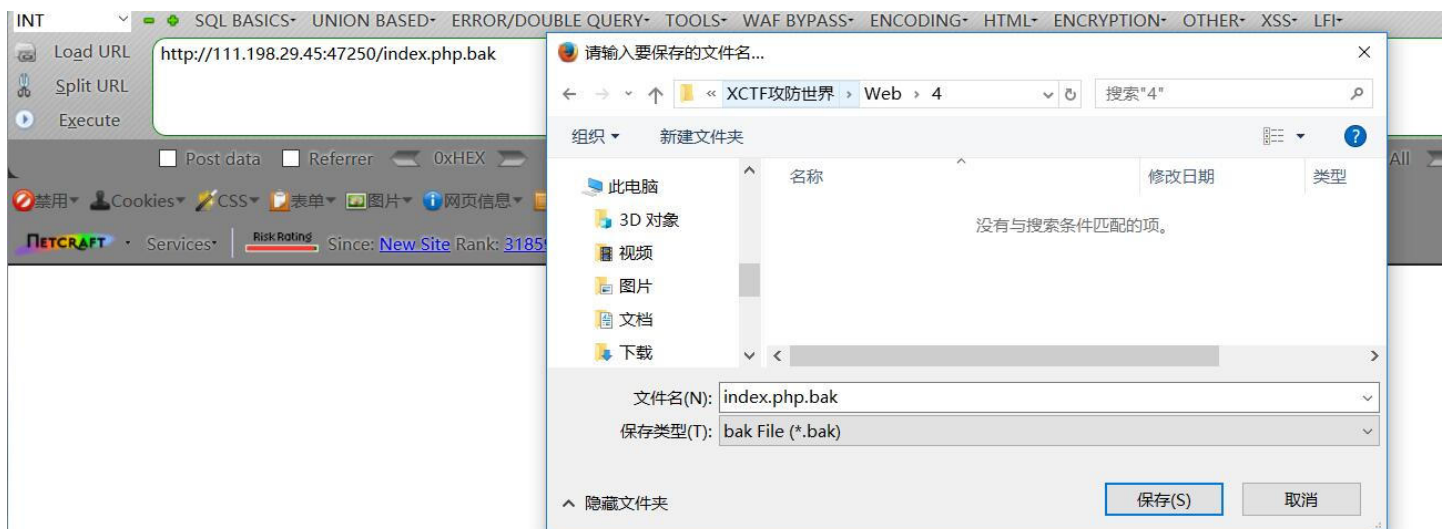 INT SQL BASICS▾ UNION BASED▾ ERROR/DOUBLE QUERY▾ TOOLS▾ WAF BYPASS▾ ENCODING▾ HTML▾ ENCRYPTION▾ OTHER▾ XSS▾ LFI▾
Load URL
http://111.198.29.45:47250/index.php.bak
Split URL
Execute
Post data Referrer 0xHEX
All
禁用▾ Cookies▾ CSS▾ 表单▾ 图片▾ 网页信息▾
NETCRAFT Services▾ Risk Rating Since: New Site Rank: 3185
请输入要保存的文件名...
« XCTF攻防世界 › Web › 4
搜索"4"
组织▾ 新建文件夹
名称 修改日期 类型
此电脑
3D 对象
没有与搜索条件匹配的项。
视频
图片
文档
下载
文件名(N): index.php.bak
保存类型(T): bak File (*.bak)
隐藏文件夹
保存(S) 取消